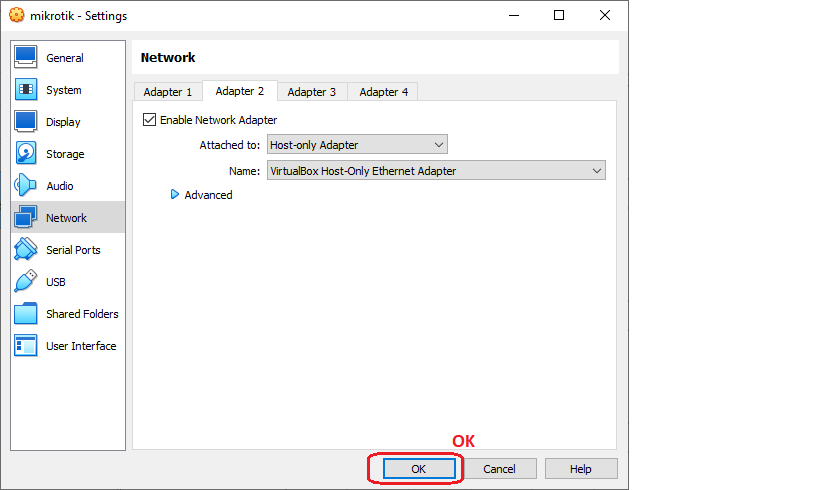 mikrotik - Settings
General
System
Display
Storage
Audio
Network
Serial Ports
USB
Shared Folders
User Interface
Network
Adapter 1 Adapter 2 Adapter 3 Adapter 4
Enable Network Adapter
Attached to: Host-only Adapter
Name: VirtualBox Host-Only Ethernet Adapter
Advanced
OK
OK Cancel Help